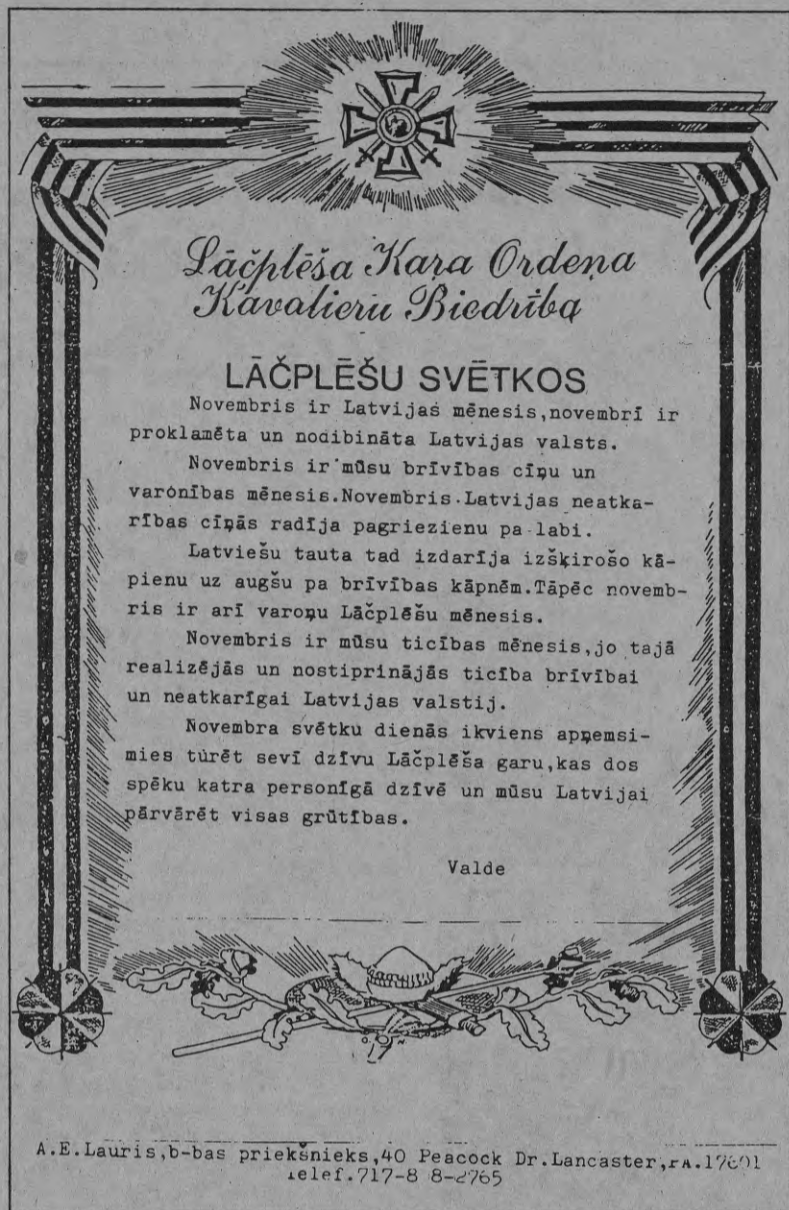 Lāčplēša Kara Ordeņa
Kavalieru Biedrība
LĀČPLĒŠU SVĒTKOS
Novembris ir Latvijas mēnesis,novembrī ir
proklamēta un nodibināta Latvijas valsts.
Novembris ir mūsu brīvības cīņu un
varonības mēnesis.Novembris Latvijas neatka-
rības cīņās radīja pagriezienu pa labi.
Latviešu tauta tad izdarīja izšķirošo kā-
pienu uz augšu pa brīvības kāpnēm.Tāpēc novemb-
ris ir arī varoņu Lāčplēšu mēnesis.
Novembris ir mūsu ticības mēnesis,jo tajā
realizējās un nostiprinājās ticība brīvībai
un neatkarīgai Latvijas valstij.
Novembra svētku dienās ikviens apņemsi-
mies turēt sevī dzīvu Lāčplēša garu,kas dos
spēku katra personīgā dzīvē un mūsu Latvijai
pārvārēt visas grūtības.
Valde
A.E.Lauris,b-bas priekšnieks,40 Peacock Dr.Lancaster,PA.17601
Telef.